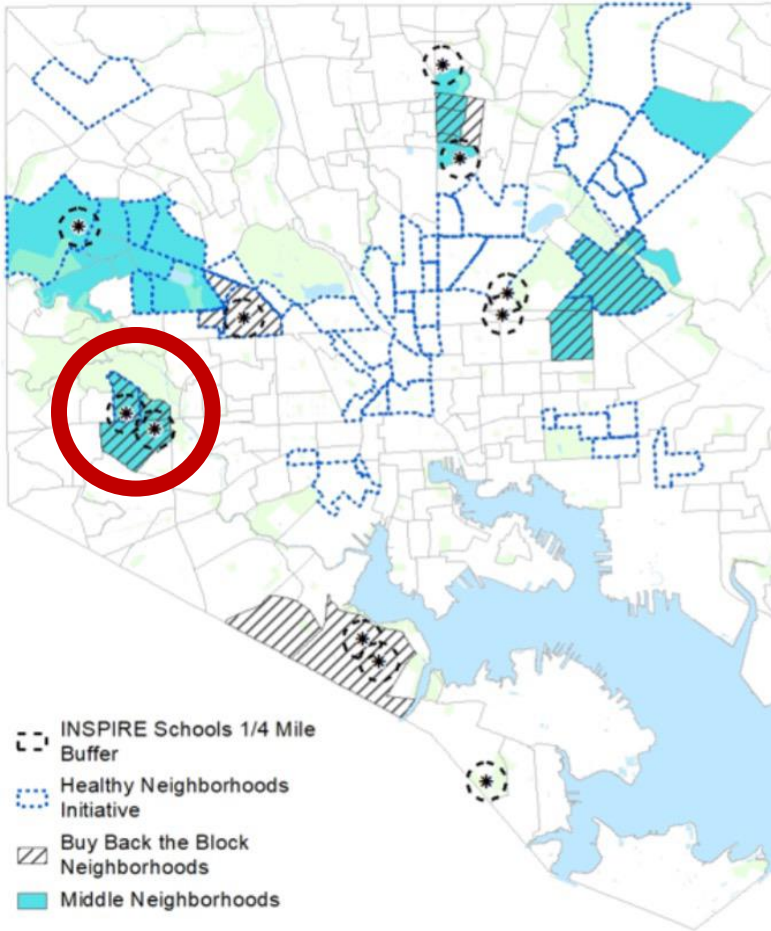 INSPIRE Schools 1/4 Mile
Buffer
Healthy Neighborhoods
Initiative
Buy Back the Block
Neighborhoods
Middle Neighborhoods